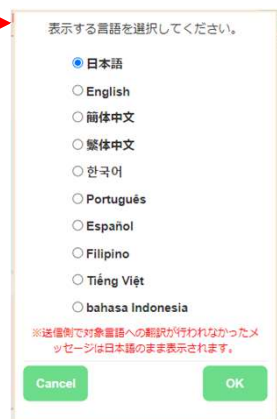 表示する言語を選択してください。
日本語
English
簡体中文
繁体中文
한국어
Português
Español
Filipino
Tiếng Việt
bahasa Indonesia
※送信側で対象言語への翻訳が行われなかったメ
ッセージは日本語のまま表示されます。
Cancel
OK